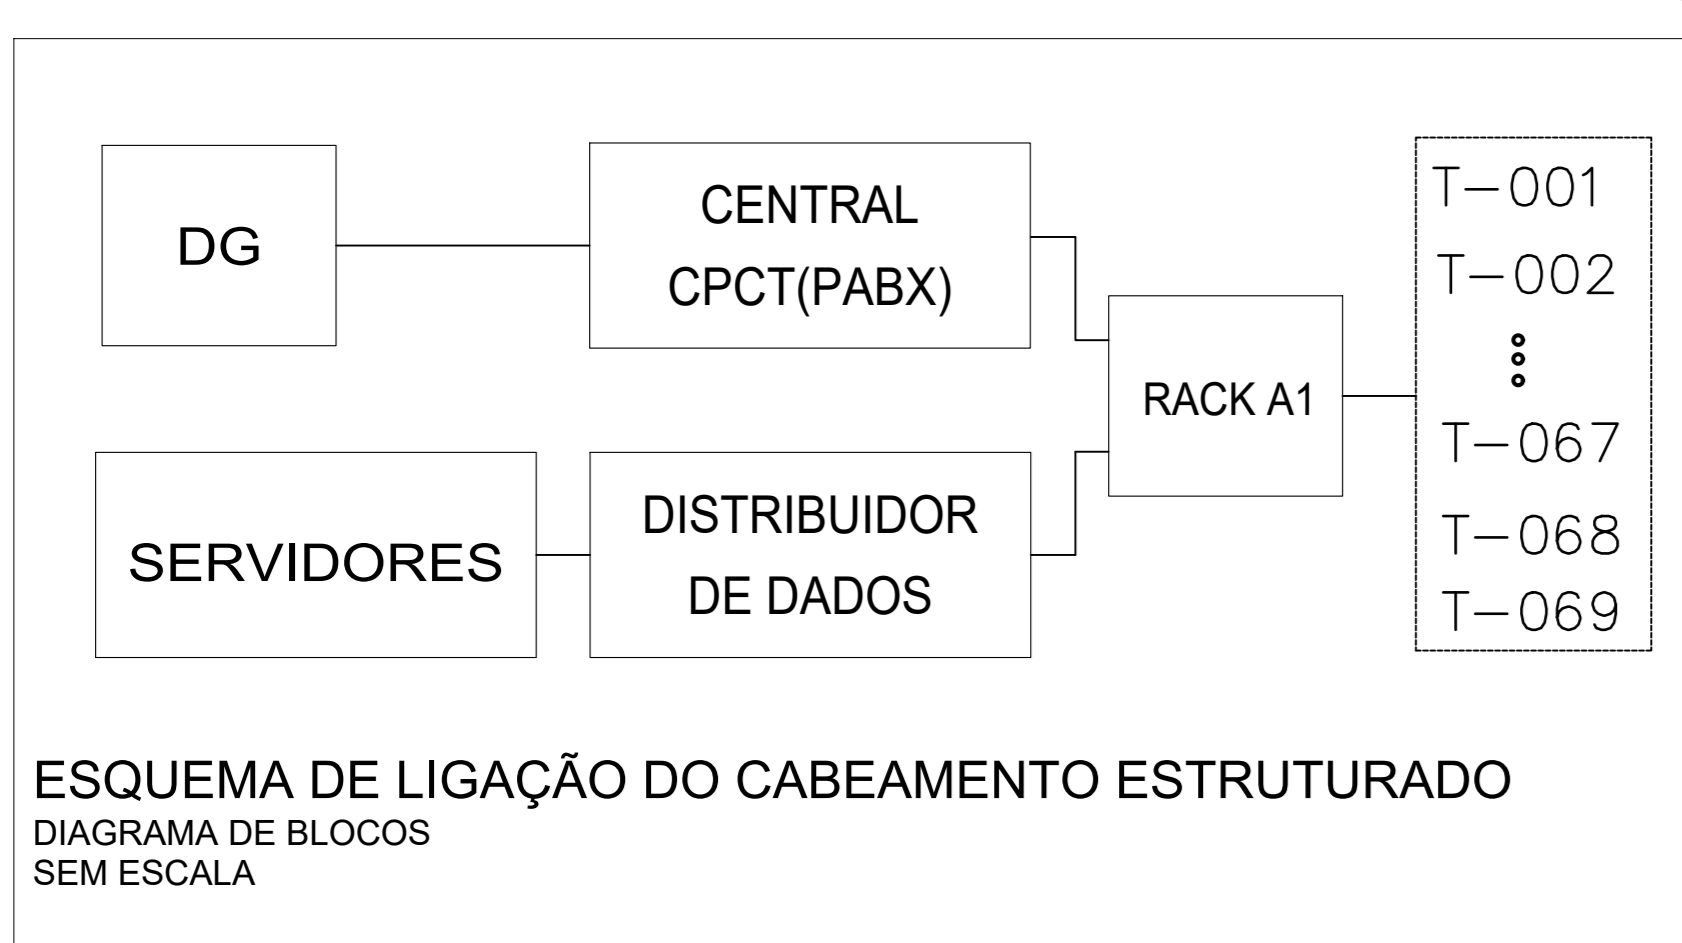 DG
CENTRAL
CPCT(PABX)
SERVIDORES
DISTRIBUIDOR
DE DADOS
RACK A1
T-001
T-002
T-067
T-068
T-069
ESQUEMA DE LIGAÇÃO DO CABEAMENTO ESTRUTURADO
DIAGRAMA DE BLOCOS
SEM ESCALA